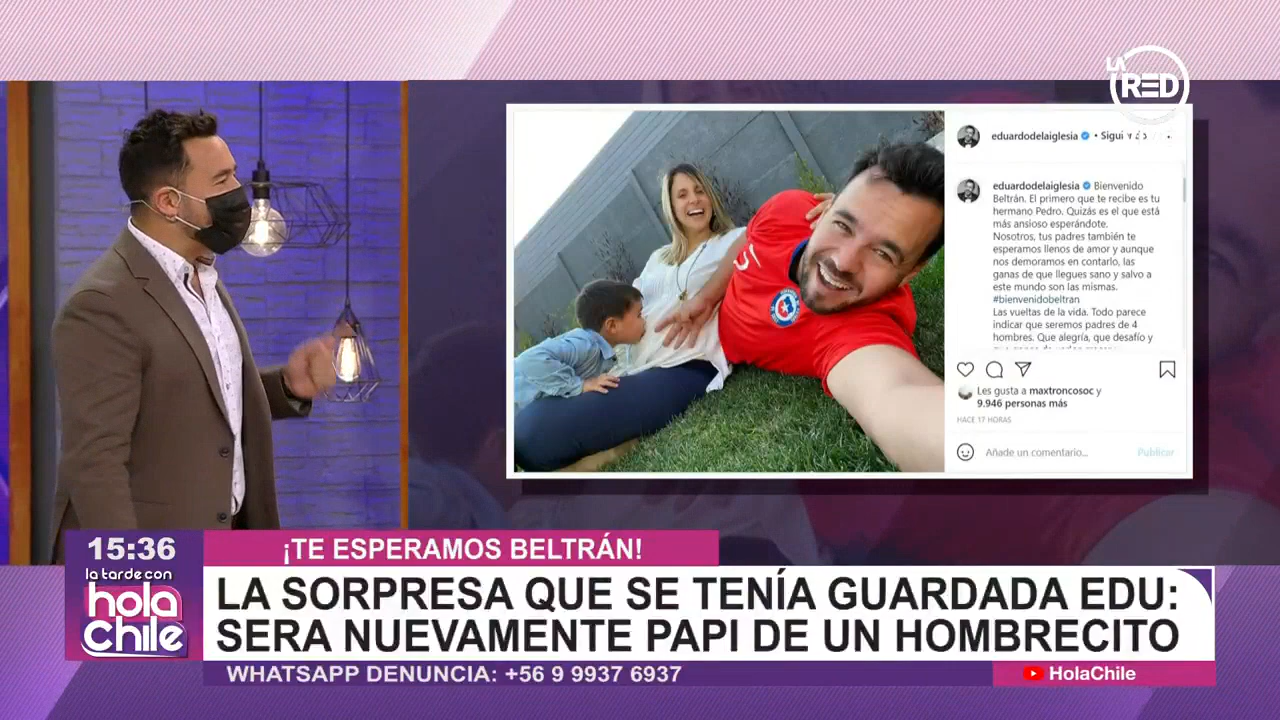 LA RED
eduardodelaiglesia
eduardodelaiglesia Bienvenido
Beltrán. El primero que te recibe es tu
hermano Pedro. Quizás es el que está
más ansioso esperándote.
Nosotros, tus padres también te
esperamos llenos de amor y aunque
nos demoramos en contarlo, las
ganas de que llegues sano y salvo a
este mundo son las mismas.
#bienvenidobeltran
Las vueltas de la vida. Todo parece
indicar que seremos padres de 4
hombres. Que alegría, que desafío y
Les gusta a maxtroncosoc y
9.946 personas más
HACE 17 HORAS
Añade un comentario...
Publicar
15:36
¡TE ESPERAMOS BELTRÁN!
la tarde con
hola
Chile
LA SORPRESA QUE SE TENÍA GUARDADA EDU:
SERA NUEVAMENTE PAPI DE UN HOMBRECITO
WHATSAPP DENUNCIA: +56 9 9937 6937
HolaChile